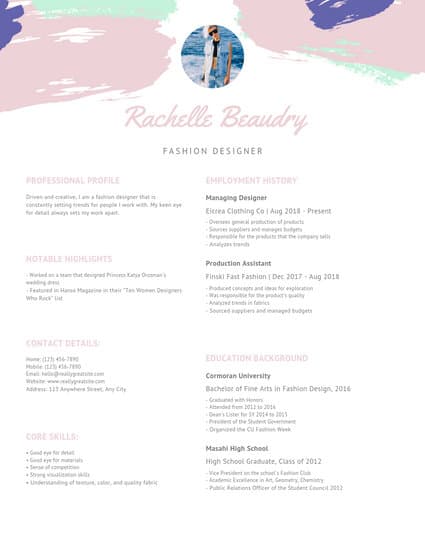 Rachelle Beaudry
FASHION DESIGNER
PROFESSIONAL PROFILE
Driven and creative, I am a fashion designer that is
constantly setting trends for people I work with. My keen eye
for detail always sets my work apart.
NOTABLE HIGHLIGHTS
- Worked on a team that designed Princess Katya Orozman's
wedding dress
- Featured in Haroo Magazine in their "Ten Women Designers
Who Rock" List
CONTACT DETAILS:
Home: (123) 456-7890
Mobile: (123) 456-7890
Email: hello@reallygreatsite.com
Website: www.reallygreatsite.com
Address: 123 Anywhere Street, Any City
CORE SKILLS:
• Good eye for detail
• Good eye for materials
• Sense of competition
• Strong visualization skills
• Understanding of texture, color, and quality fabric
EMPLOYMENT HISTORY
Managing Designer
Eicrea Clothing Co | Aug 2018 - Present
- Oversees general production of products
- Sources suppliers and manages budgets
- Responsible for the products that the company sells
- Analyzes trends
Production Assistant
Finski Fast Fashion | Dec 2017 - Aug 2018
- Produced concepts and ideas for exploration
- Was responsible for the product's quality
- Analyzed trends in fabrics
- Sourced suppliers and managed budgets
EDUCATION BACKGROUND
Cormoran University
Bachelor of Fine Arts in Fashion Design, 2016
- Graduated with Honors
- Attended from 2012 to 2016
- Dean's Lister for SY 2014 to 2015
- President of the Student Government
- Organized the CU Fashion Week
Masahi High School
High School Graduate, Class of 2012
- Vice President on the school's Fashion Club
- Academic Excellence in Art, Geometry, Chemistry
- Public Relations Officer of the Student Council 2012